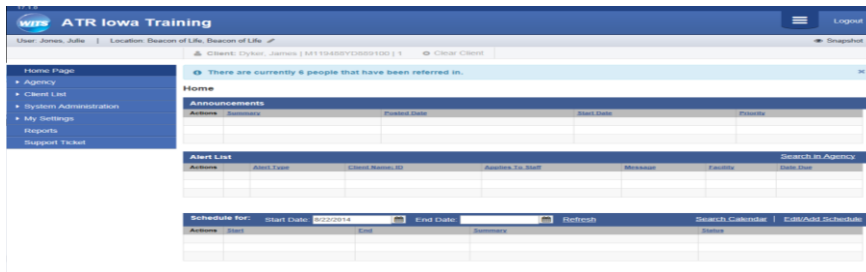 17.1.8
WITS ATR Iowa Training Logout
User: Jones, Julie | Location: Beacon of Life, Beacon of Life Snapshot
Client: Dyker, James | | 1 Clear Client
Home Page
Agency
Client List
System Administration
My Settings
Reports
Support Ticket
There are currently 6 people that have been referred in.
Home
Announcements
Actions Summary Posted Date Start Date Priority
Alert List Search in Agency
Actions Alert Type Client Name: ID Applies To Staff Message Facility Date Due
Schedule for: Start Date: 8/22/2014 End Date: Refresh Search Calendar | Edit/Add Schedule
Actions Start End Summary Status